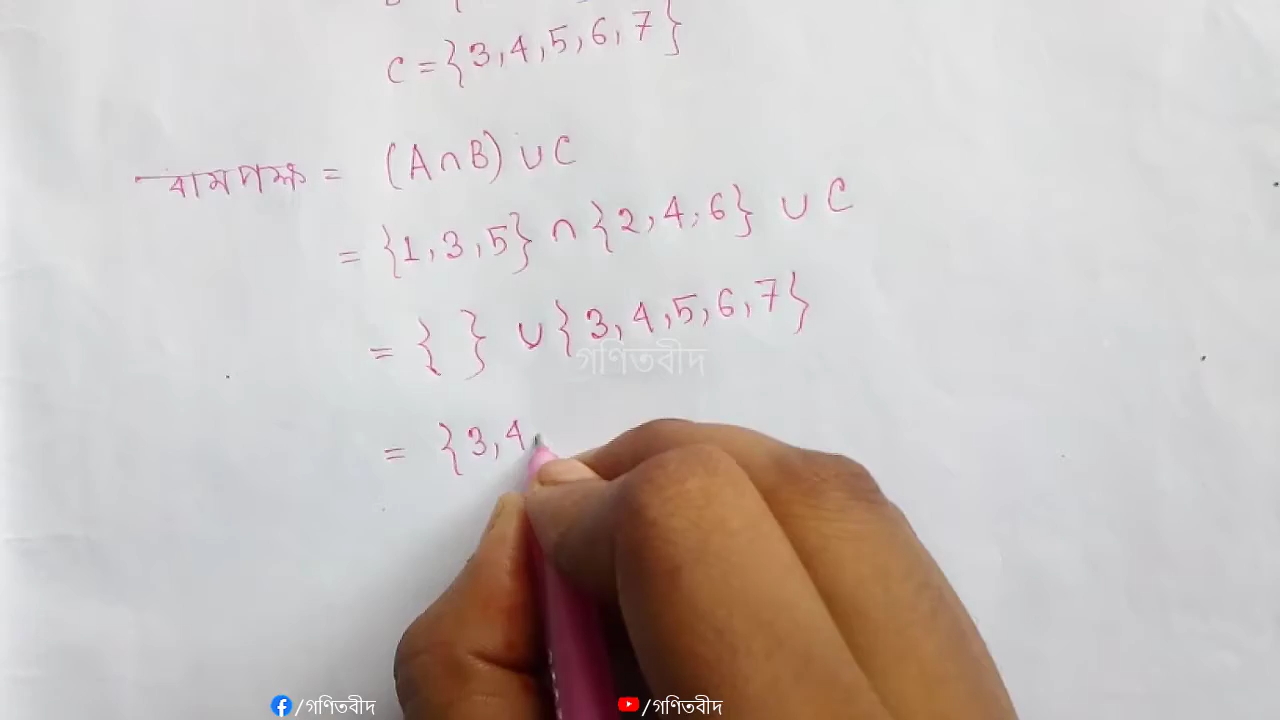 C = {3, 4, 5, 6, 7}
বামপক্ষ = (A∩B) ∪ C
= {1, 3, 5} ∩ {2, 4, 6} ∪ C
= { } ∪ {3, 4, 5, 6, 7}
গণিতবীদ
= {3, 4
/গণিতবীদ /গণিতবীদ